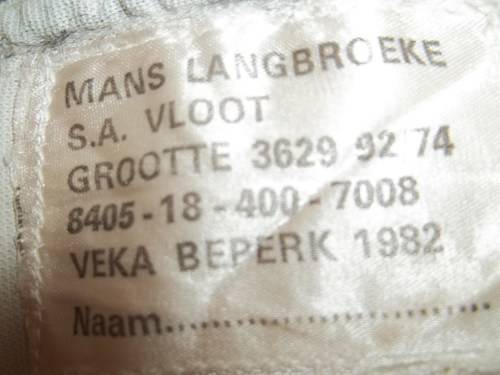 MANS LANGBROEKE
S.A. VLOOT
GROOTTE 3629 92 74
8405-18-400-7008
VEKA BEPERK 1982
Naam....................